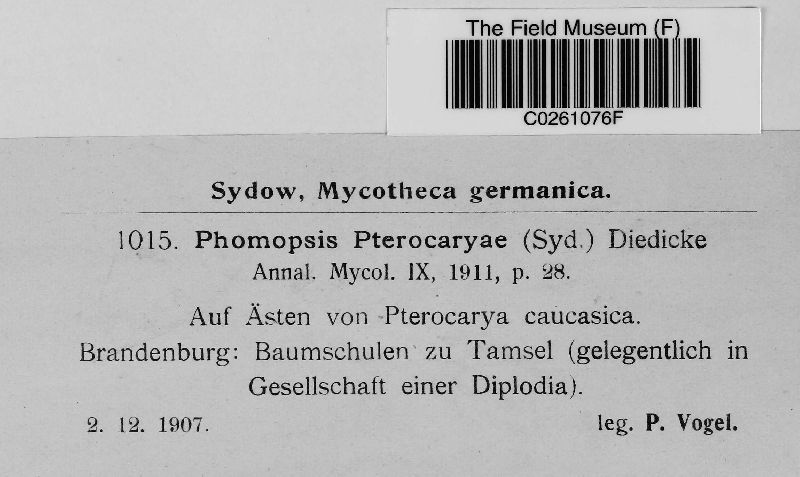 The Field Museum (F)
C0261076F
Sydow, Mycotheca germanica.
1015. Phomopsis Pterocaryae (Syd.) Diedicke
Annal. Mycol. IX, 1911, p. 28.
Auf Ästen von Pterocarya caucasica.
Brandenburg: Baumschulen zu Tamsel (gelegentlich in
Gesellschaft einer Diplodia).
2. 12. 1907. leg. P. Vogel.